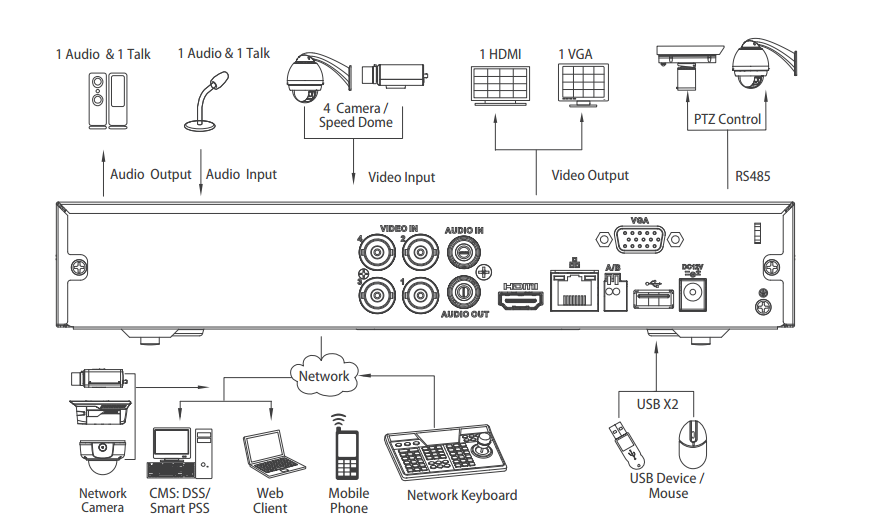 1 Audio & 1 Talk
1 Audio & 1 Talk
4 Camera /
Speed Dome
1 HDMI
1 VGA
PTZ Control
Audio Output
Audio Input
Video Input
Video Output
RS485
VIDEO IN
4
2
3
1
AUDIO IN
AUDIO OUT
HDMI
VGA
A/B
DC12V
Network
USB X2
Network
Camera
CMS: DSS/
Smart PSS
Web
Client
Mobile
Phone
Network Keyboard
USB Device /
Mouse